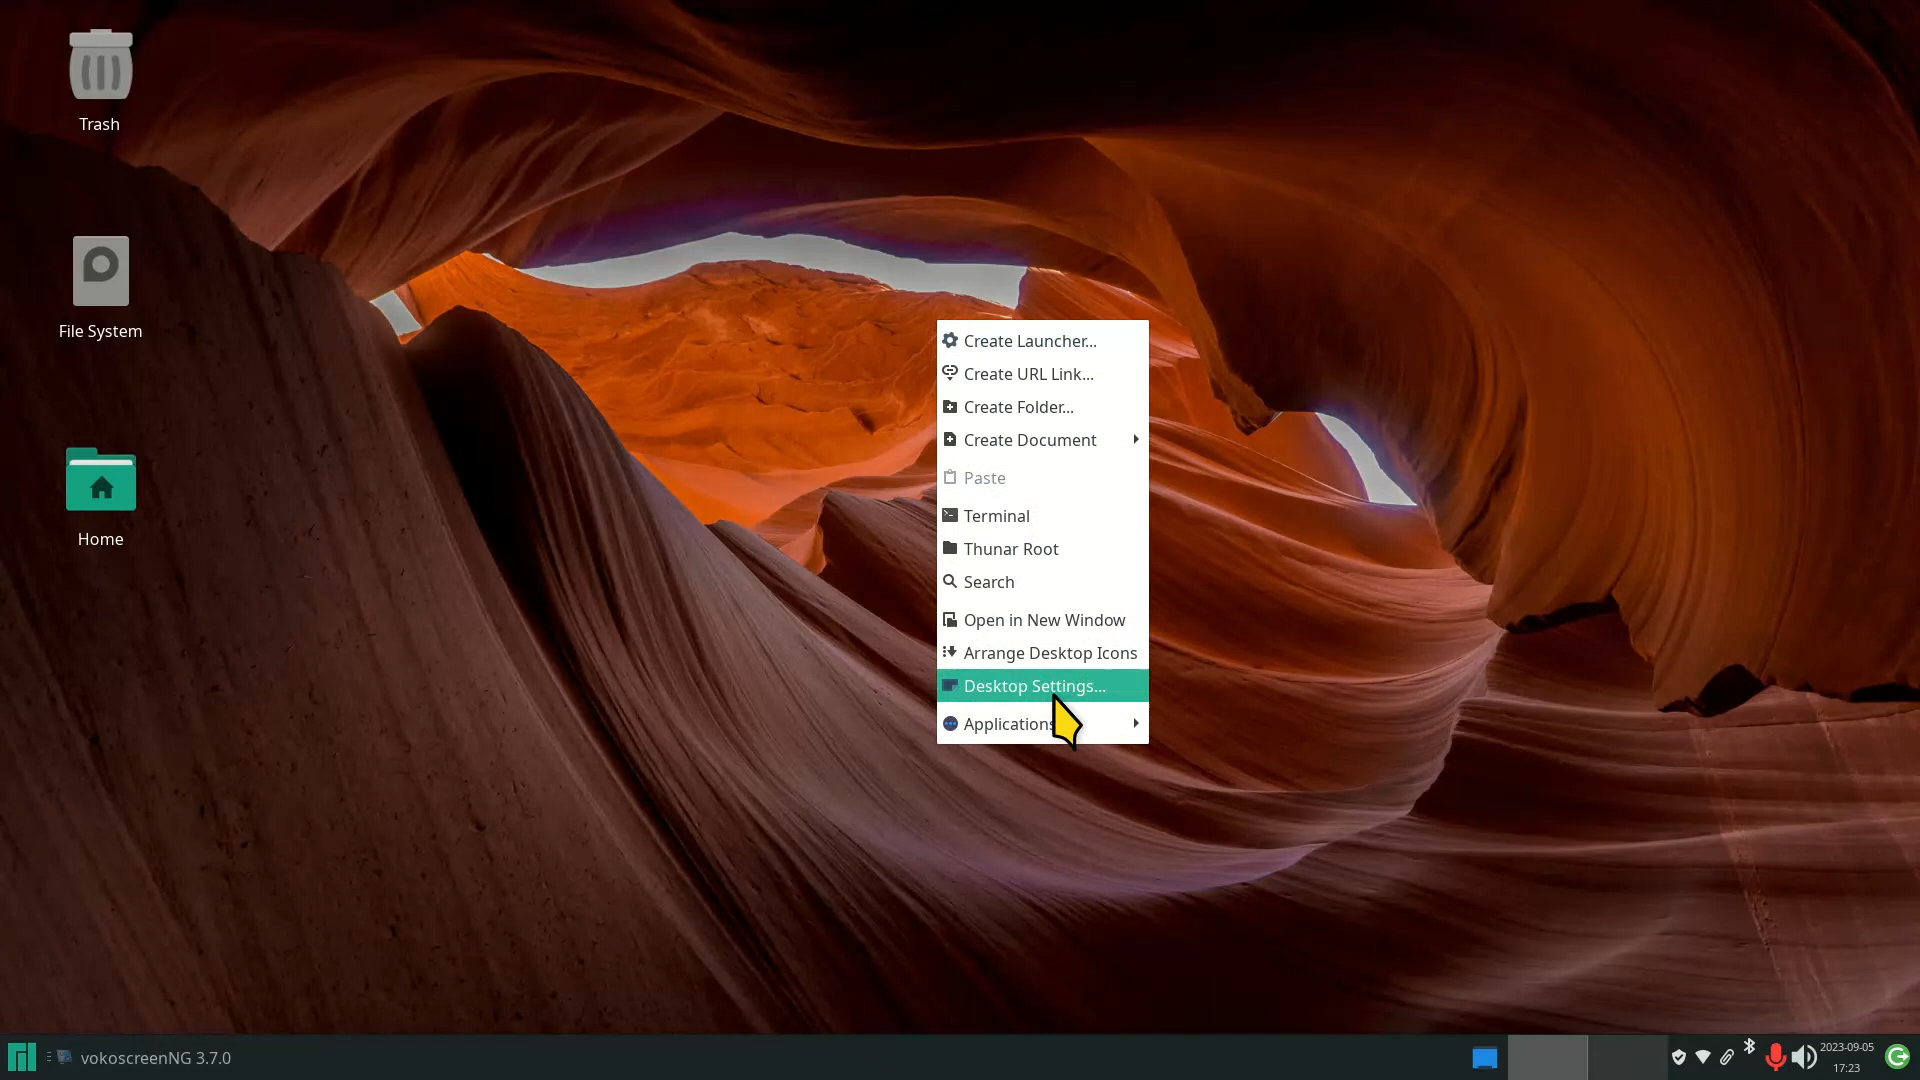 Trash
File System
Home
Create Launcher...
Create URL Link...
Create Folder...
Create Document
Paste
Terminal
Thunar Root
Search
Open in New Window
Arrange Desktop Icons
Desktop Settings...
Applications
vokoscreenNG 3.7.0
2023-09-05
17:23